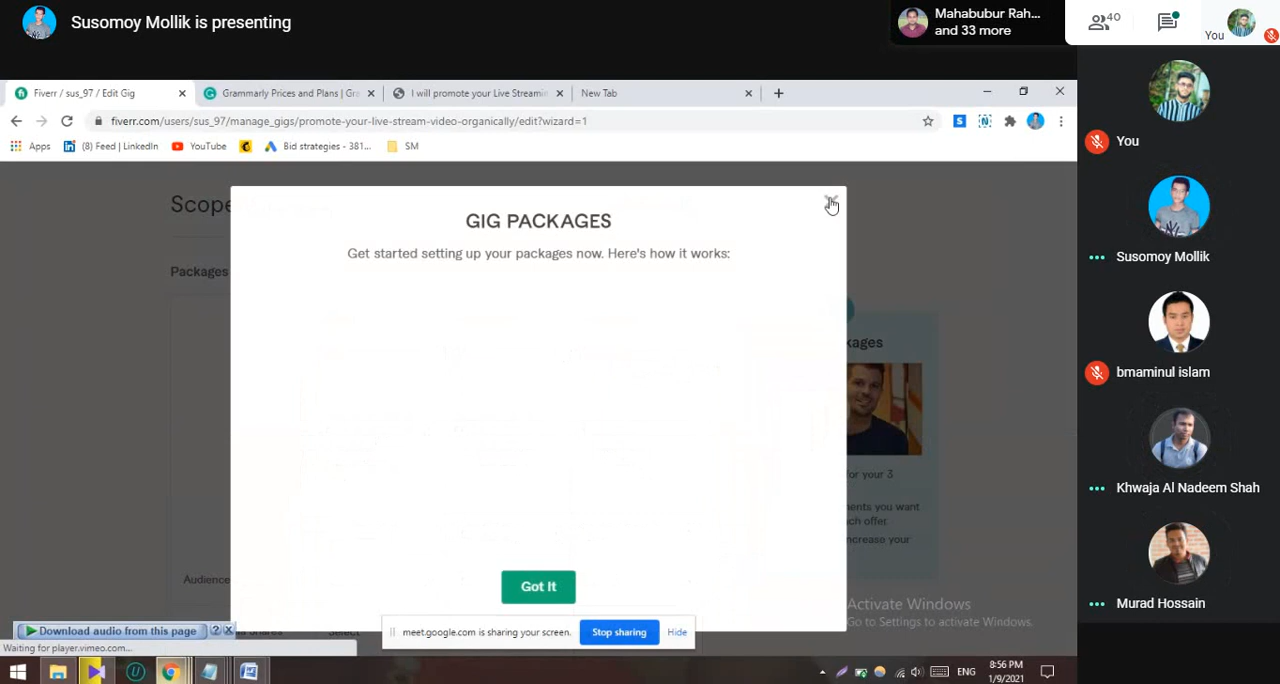 Susomoy Mollik is presenting
Mahabubur Rah...
and 33 more
40
You
Fiverr / sus_97 / Edit Gig
Grammarly Prices and Plans | Gra
I will promote your Live Streamin
New Tab
fiverr.com/users/sus_97/manage_gigs/promote-your-live-stream-video-organically/edit?wizard=1
Apps
(8) Feed | LinkedIn
YouTube
Bid strategies - 381...
SM
You
Scope
GIG PACKAGES
Get started setting up your packages now. Here's how it works:
Packages
Susomoy Mollik
ckages
bmaminul islam
for your 3
Khwaja Al Nadeem Shah
ments you want
ach offer
increase your
Audience
Got It
Activate Windows
Go to Settings to activate Windows.
Murad Hossain
Download audio from this page
meet.google.com is sharing your screen.
Stop sharing
Hide
Select
Waiting for player.vimeo.com...
ENG
8:56 PM
1/9/2021